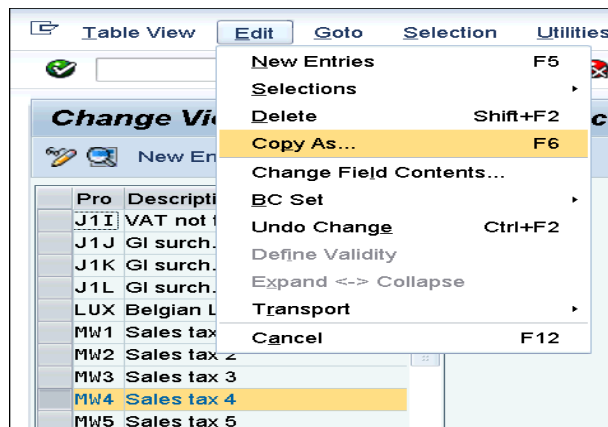 Table View Edit Goto Selection Utilities
New Entries F5
Selections
Change Vi
Delete Shift+F2
Copy As... F6
New En
Change Field Contents...
Pro Descripti
BC Set
J1I VAT not
Undo Change Ctrl+F2
J1J GI surch.
Define Validity
J1K GI surch.
Expand <-> Collapse
J1L GI surch.
Transport
LUX Belgian L
MW1 Sales tax
Cancel F12
MW2 Sales tax 2
MW3 Sales tax 3
MW4 Sales tax 4
MW5 Sales tax 5